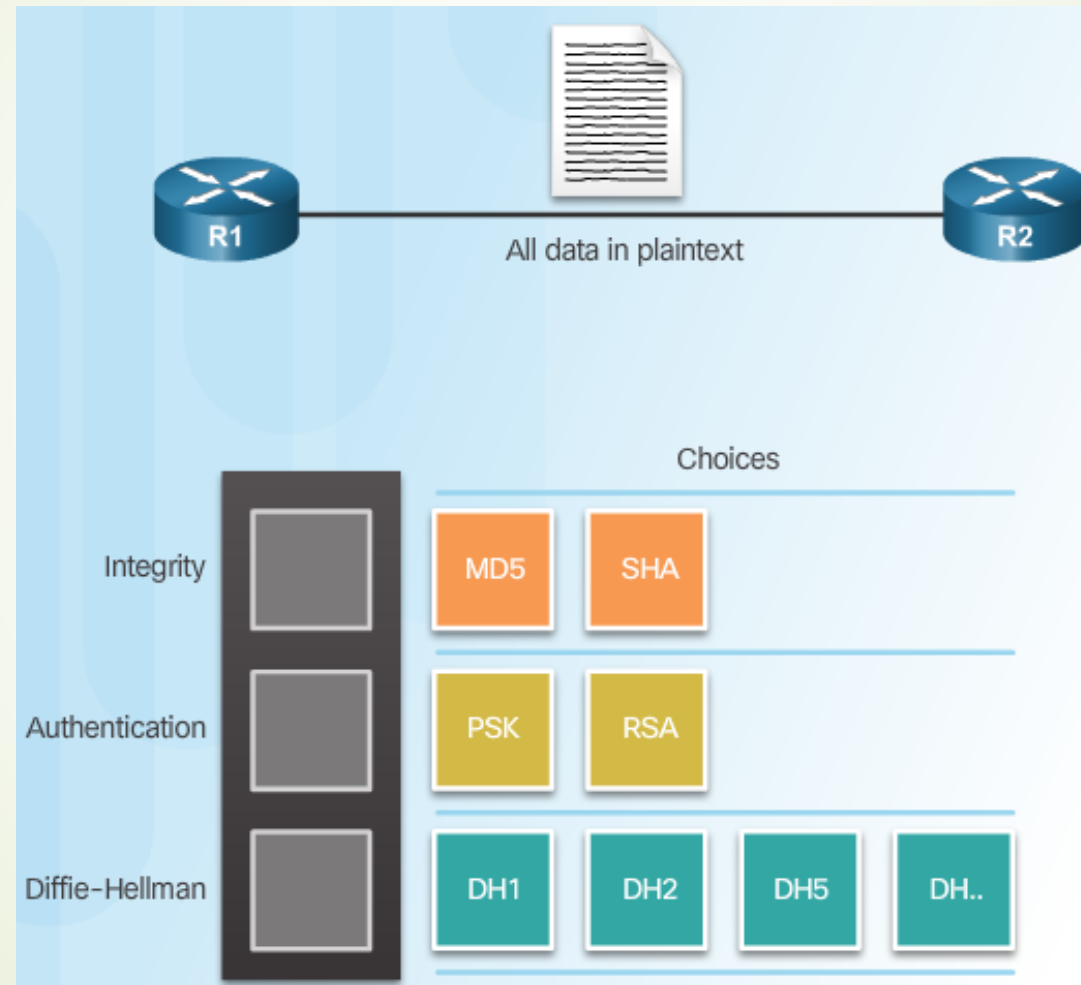 R1
R2
All data in plaintext
Choices
Integrity
MD5
SHA
Authentication
PSK
RSA
Diffie-Hellman
DH1
DH2
DH5
DH..